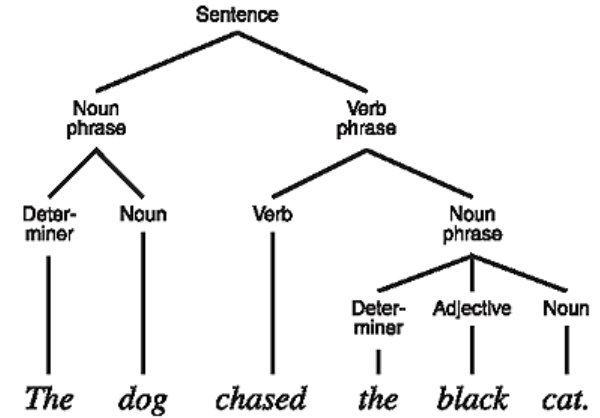 Sentence
Noun Verb
phrase phrase
Deter- Noun Verb Noun
miner phrase
Deter- Adjective Noun
miner
The dog chased the black cat.